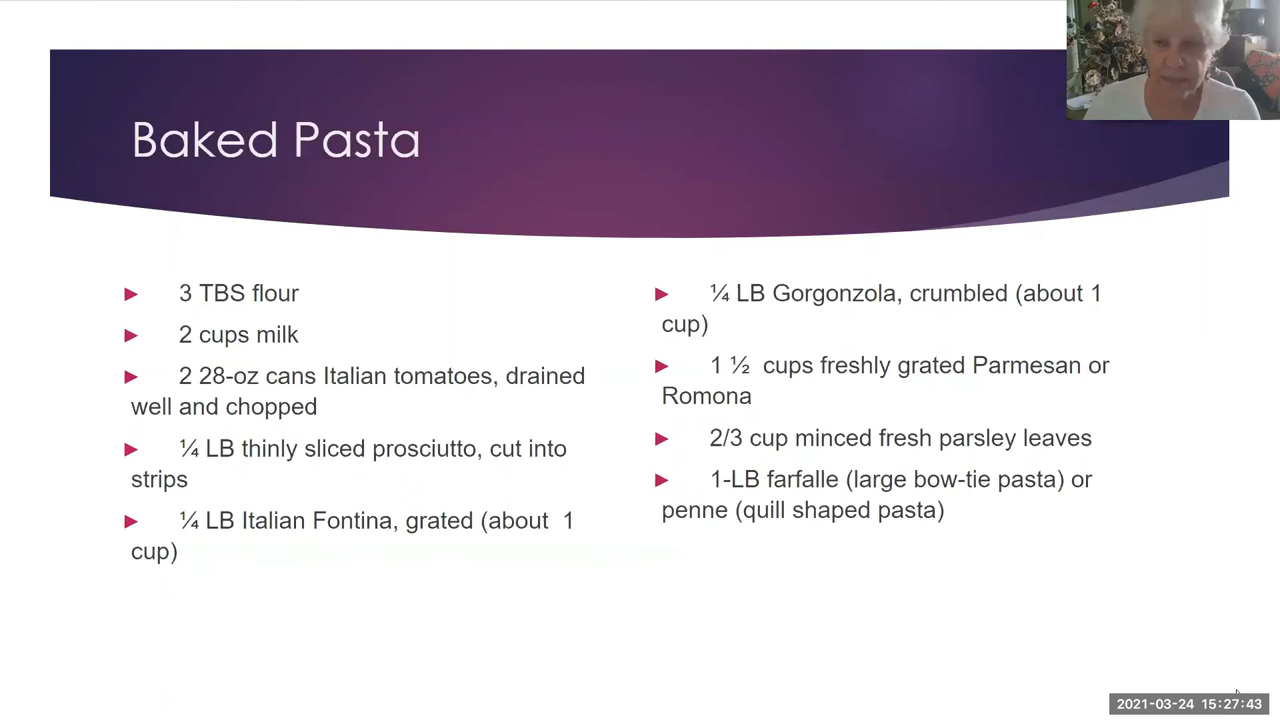 Baked Pasta
3 TBS flour
2 cups milk
2 28-oz cans Italian tomatoes, drained
well and chopped
¼ LB thinly sliced prosciutto, cut into
strips
¼ LB Italian Fontina, grated (about 1
cup)
¼ LB Gorgonzola, crumbled (about 1
cup)
1 ½ cups freshly grated Parmesan or
Romona
2/3 cup minced fresh parsley leaves
1-LB farfalle (large bow-tie pasta) or
penne (quill shaped pasta)
2021-03-24 15:27:43